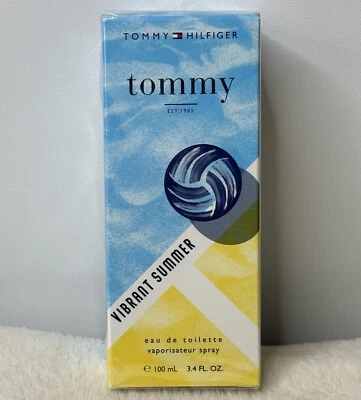 TOMMY HILFIGER
tommy
EST. 1985
VIBRANT SUMMER
eau de toilette
vaporisateur spray
℮ 100 mL 3.4 FL. OZ.